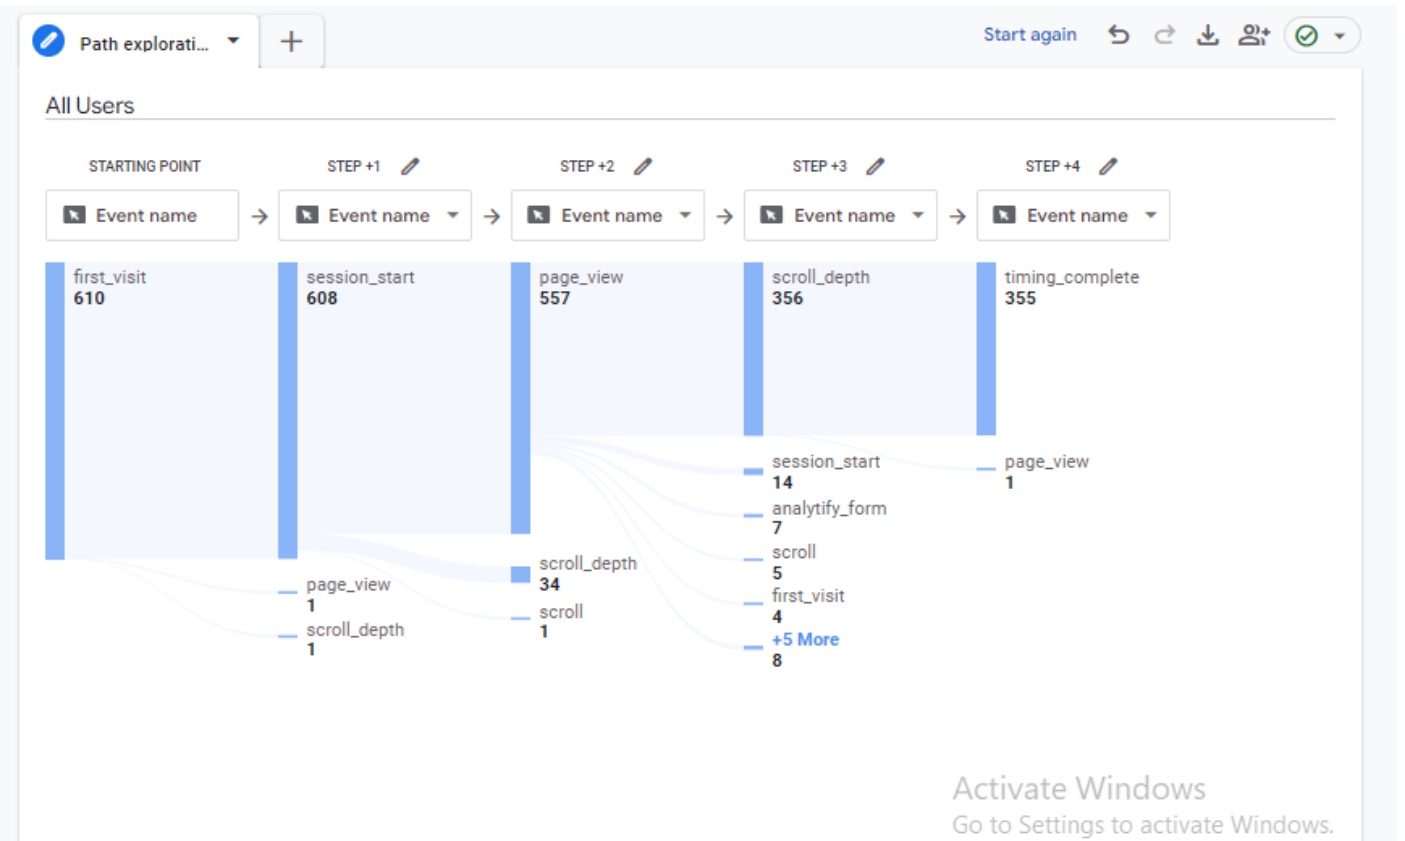 Path explorati...
Start again
All Users
STARTING POINT
STEP +1
STEP +2
STEP +3
STEP +4
Event name
Event name
Event name
Event name
Event name
first_visit
610
session_start
608
page_view
557
scroll_depth
356
timing_complete
355
page_view
1
scroll_depth
1
scroll_depth
34
scroll
1
session_start
14
analytify_form
7
scroll
5
first_visit
4
+5 More
8
page_view
1
Activate Windows
Go to Settings to activate Windows.